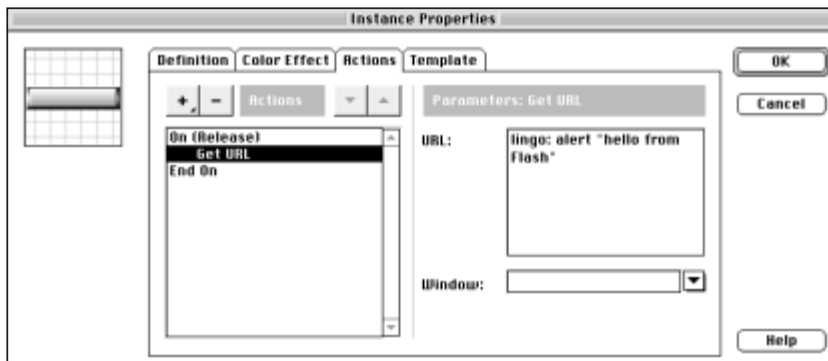 Instance Properties
Definition Color Effect Actions Template
OK
+ - Actions Parameters: Get URL
Cancel
On (Release)
Get URL
End On
URL: lingo: alert "hello from
Flash"
Window:
Help